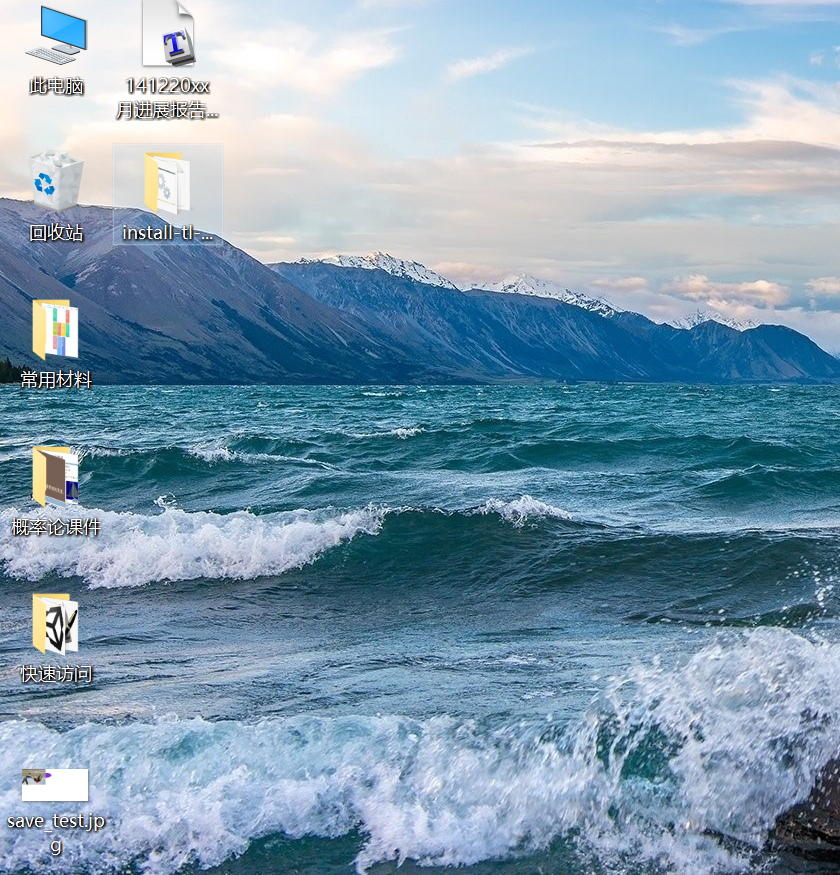 此电脑
141220xx
月进展报告...
回收站
install-tl-...
常用材料
概率论课件
快速访问
save_test.jp
g